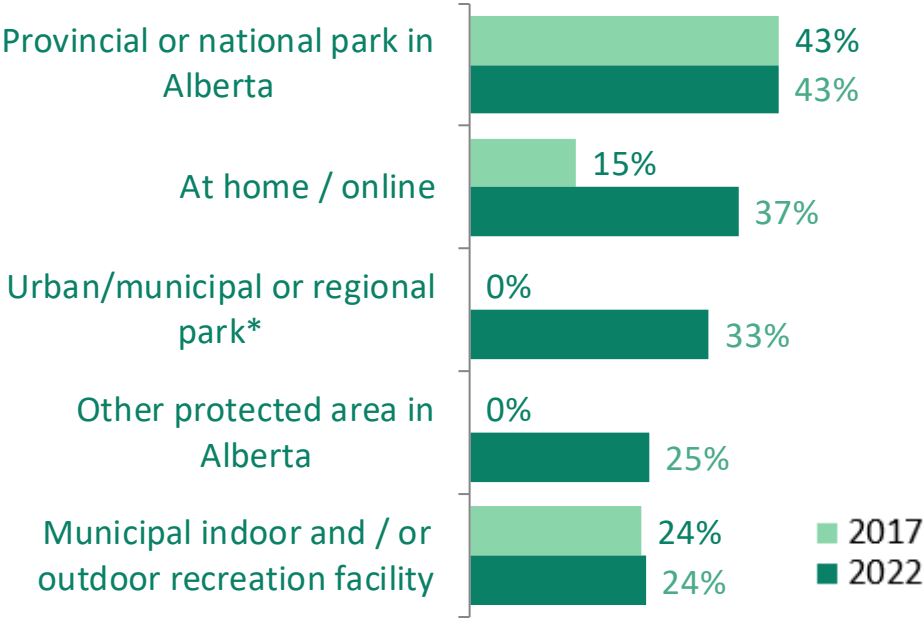 Provincial or national park in
Alberta
43%
43%
At home / online
15%
37%
Urban/municipal or regional
park*
0%
33%
Other protected area in
Alberta
0%
25%
Municipal indoor and / or
outdoor recreation facility
24%
24%
2017
2022